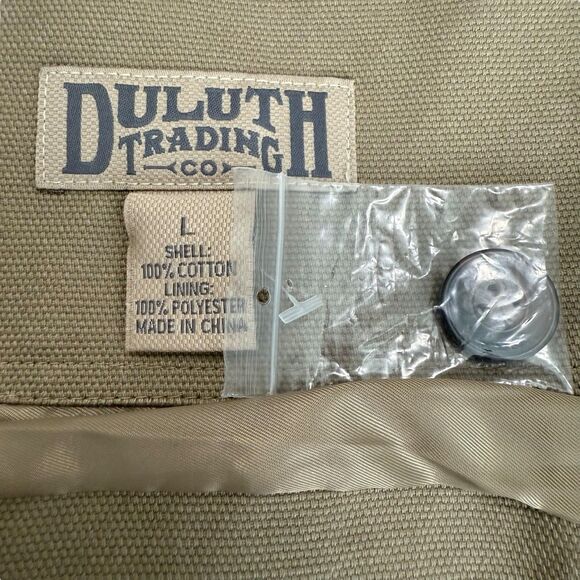 DULUTH
TRADING
CO
L
SHELL:
100% COTTON
LINING:
100% POLYESTER
MADE IN CHINA